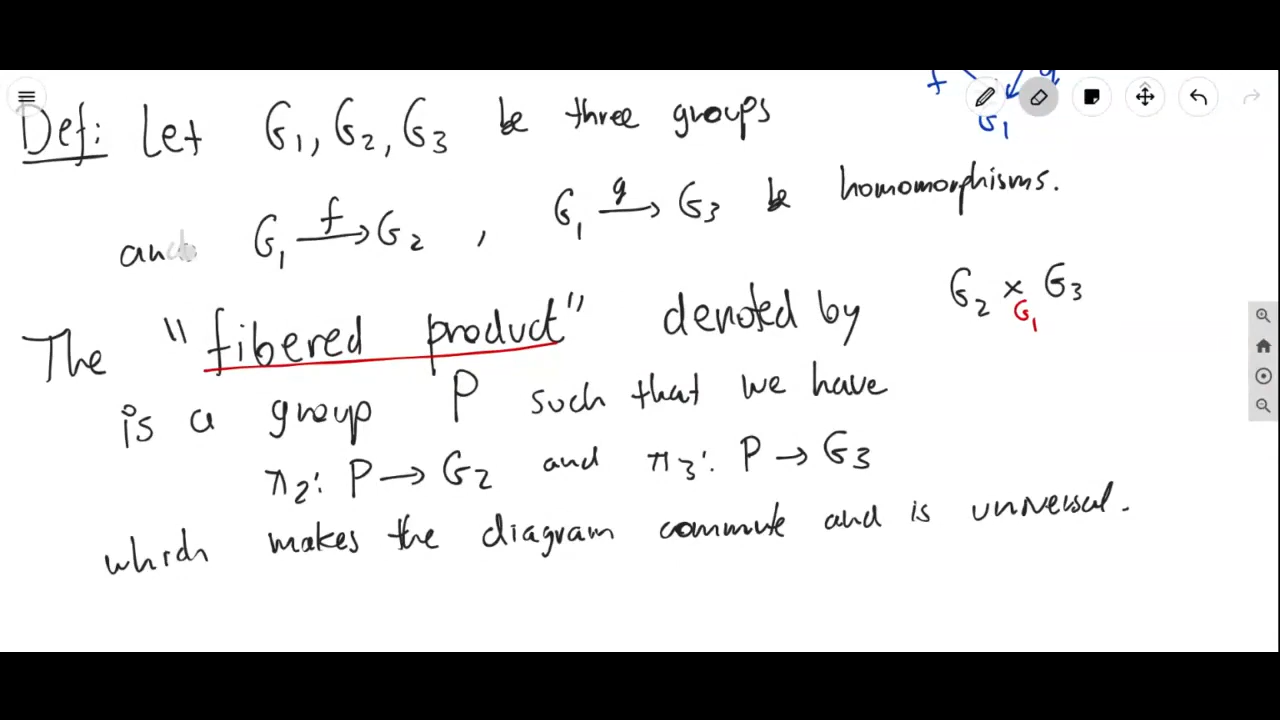 f g
G1
Def: Let G₁, G₂, G₃ be three groups
and G₁ →f G₂ , G₁ →g G₃ be homomorphisms.
The "fibered product" denoted by G₂ ×G₁ G₃
is a group P such that we have
π₂: P → G₂ and π₃: P → G₃
which makes the diagram commute and is universal.